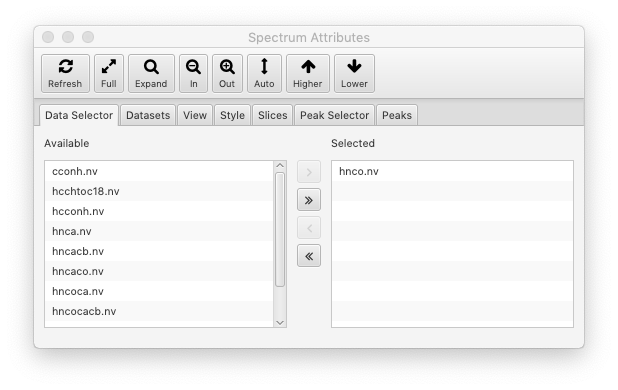 Spectrum Attributes
Refresh Full Expand In Out Auto Higher Lower
Data Selector Datasets View Style Slices Peak Selector Peaks
Available Selected
cconh.nv hnco.nv
hcchtoc18.nv
hcconh.nv
hnca.nv
hncacb.nv
hncaco.nv
hncoca.nv
hncocacb.nv